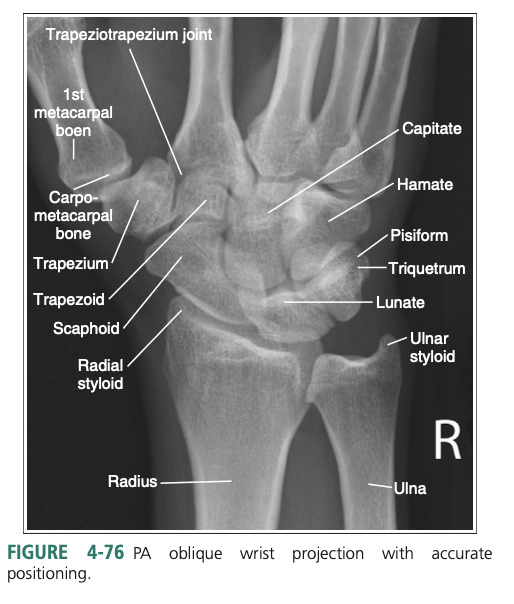 Trapeziotrapezium joint
1st
metacarpal
boen
Capitate
Hamate
Carpo-
metacarpal
bone
Pisiform
Trapezium
Triquetrum
Trapezoid
Lunate
Scaphoid
Ulnar
styloid
Radial
styloid
R
Radius
Ulna
FIGURE 4-76 PA oblique wrist projection with accurate
positioning.